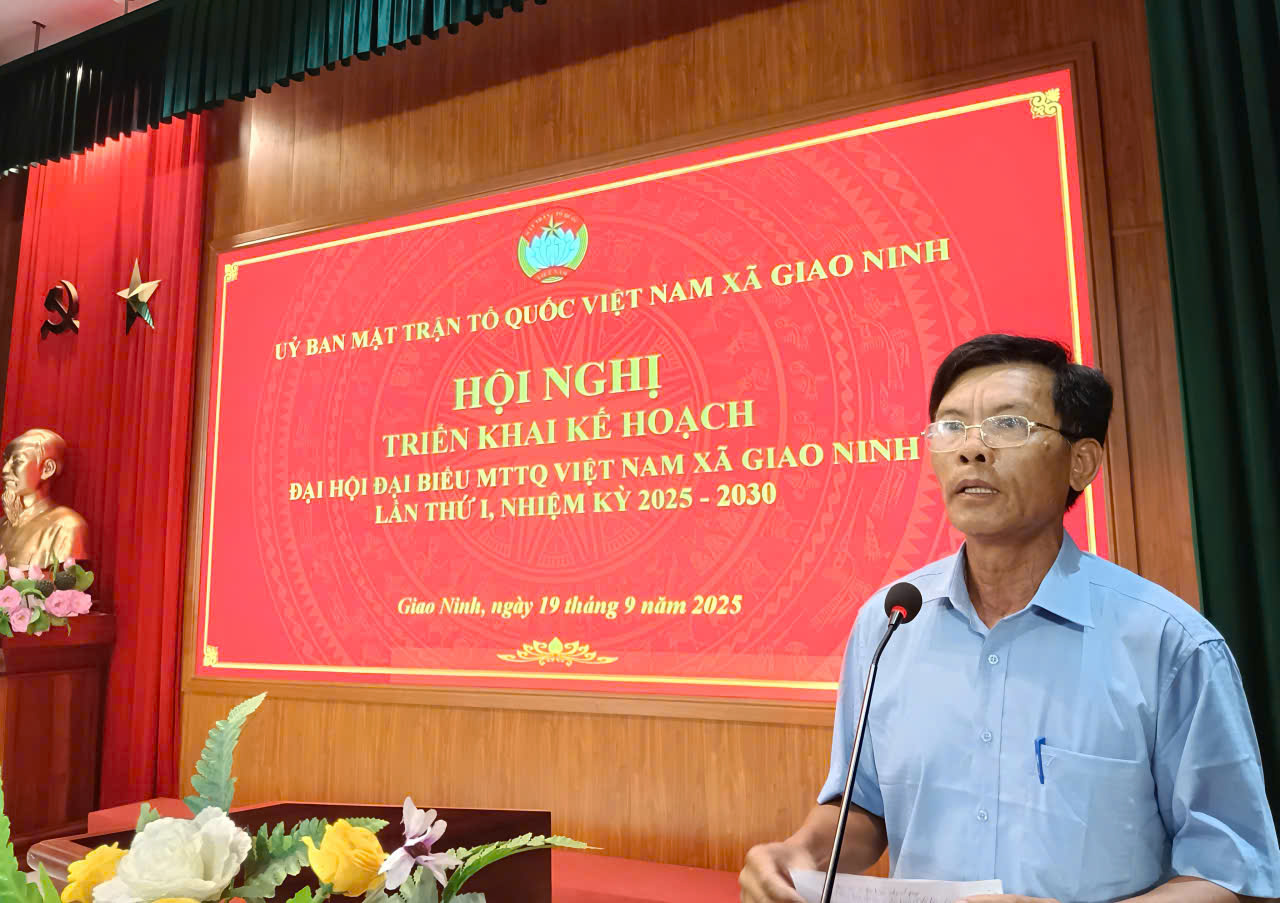 UỶ BAN MẶT TRẬN TỔ QUỐC VIỆT NAM XÃ GIAO NINH
HỘI NGHỊ
TRIỂN KHAI KẾ HOẠCH
ĐẠI HỘI ĐẠI BIỂU MTTQ VIỆT NAM XÃ GIAO NINH
LẦN THỨ I, NHIỆM KỲ 2025 - 2030
Giao Ninh, ngày 19 tháng 9 năm 2025